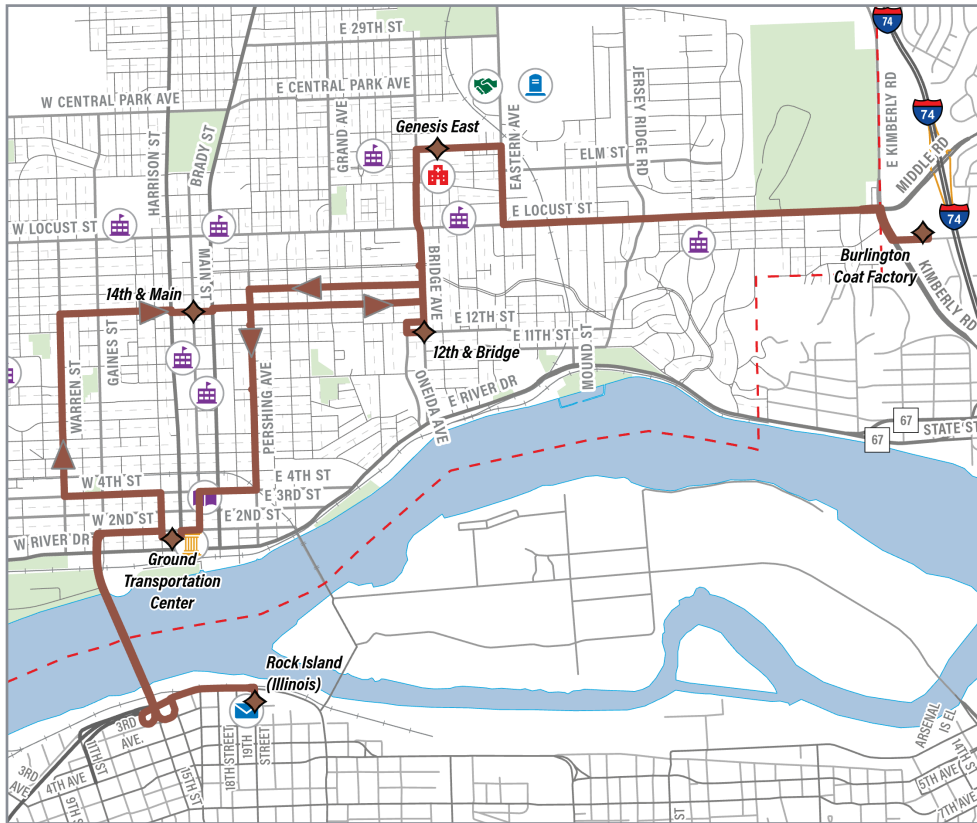 74
E 29TH ST
E CENTRAL PARK AVE
W CENTRAL PARK AVE
HARRISON ST
BRADY ST
GRAND AVE
Genesis East
EASTERN AVE
JERSEY RIDGE RD
ELM ST
E KIMBERLY RD
74
MIDDLE RD
74
W LOCUST ST
E LOCUST ST
MAIN ST
BRIDGE AVE
Burlington
Coat Factory
KIMBERLY RD
14th & Main
E 12TH ST
E 11TH ST
12th & Bridge
WARREN ST
GAINES ST
PERSHING AVE
ONEIDA AVE
E RIVER DR
MOUND ST
67
67
STATE ST
W 4TH ST
E 4TH ST
E 3RD ST
W 2ND ST
E 2ND ST
W RIVER DR
Ground
Transportation
Center
Rock Island
(Illinois)
3RD
AVE.
11TH ST
15TH ST
18TH STREET
19TH
STREET
3RD
AVE
4TH AVE
9TH ST
ST
ARSENAL
IS EL
14TH ST
5TH AVE
7TH AVE